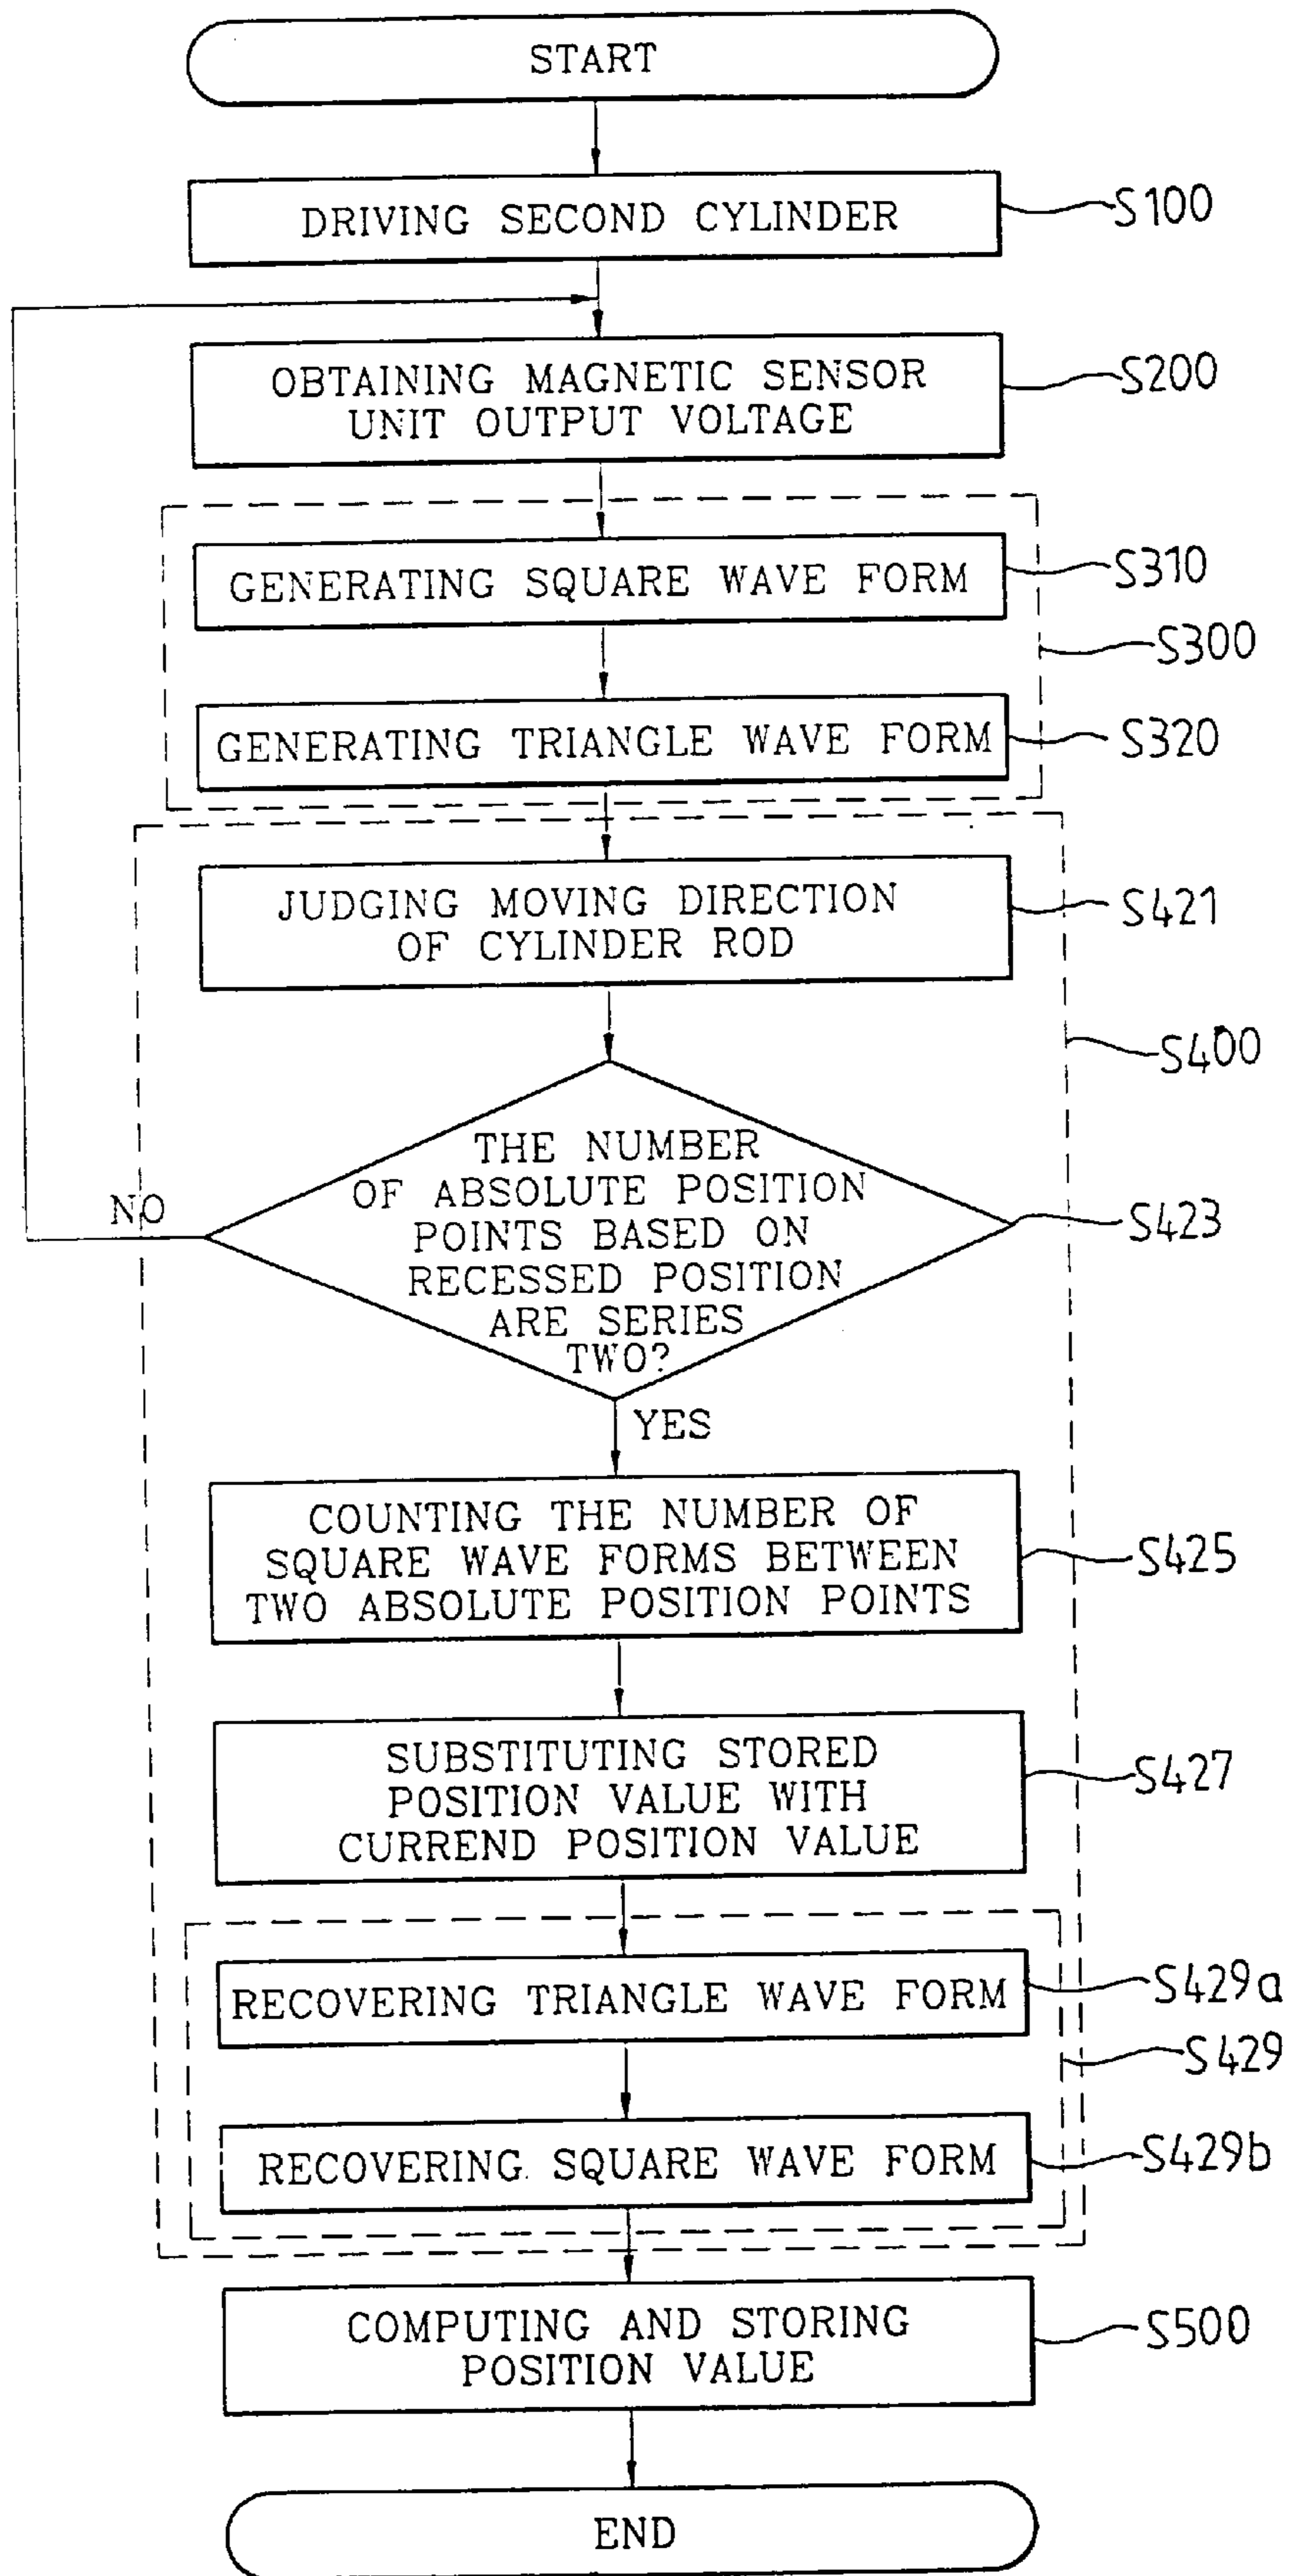 START
DRIVING SECOND CYLINDER
S100
OBTAINING MAGNETIC SENSOR
UNIT OUTPUT VOLTAGE
S200
GENERATING SQUARE WAVE FORM
S310
S300
GENERATING TRIANGLE WAVE FORM
S320
JUDGING MOVING DIRECTION
OF CYLINDER ROD
S421
S400
THE NUMBER
OF ABSOLUTE POSITION
POINTS BASED ON
RECESSED POSITION
ARE SERIES
TWO?
NO
S423
YES
COUNTING THE NUMBER OF
SQUARE WAVE FORMS BETWEEN
TWO ABSOLUTE POSITION POINTS
S425
SUBSTITUTING STORED
POSITION VALUE WITH
CURREND POSITION VALUE
S427
RECOVERING TRIANGLE WAVE FORM
S429a
S429
RECOVERING SQUARE WAVE FORM
S429b
COMPUTING AND STORING
POSITION VALUE
S500
END